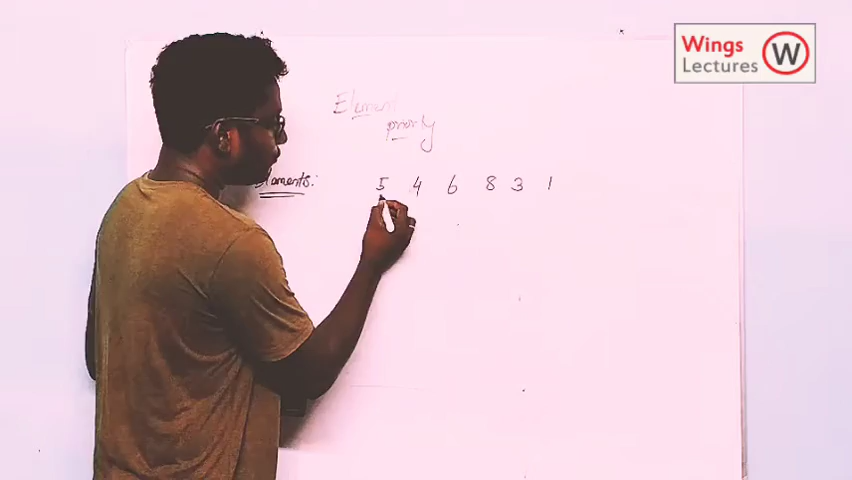 Wings
Lectures W
Element
priority
Elements: 5 4 6 8 3 1